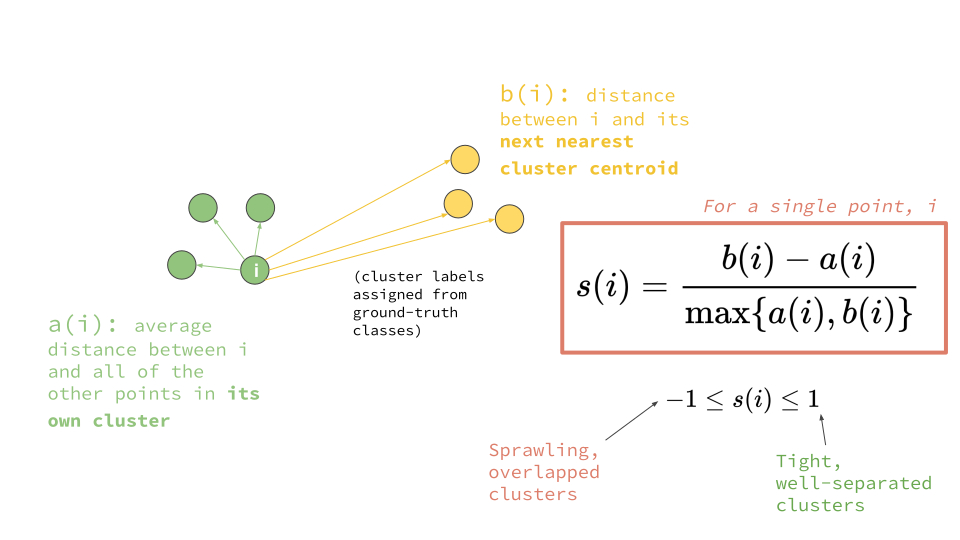 b(i): distance
between i and its
next nearest
cluster centroid
For a single point, i
i
(cluster labels
assigned from
ground-truth
classes)
s(i) = \frac{b(i) − a(i)}{max{a(i), b(i)}}
a(i): average
distance between i
and all of the
other points in its
own cluster
−1 ≤ s(i) ≤ 1
Sprawling,
overlapped
clusters
Tight,
well-separated
clusters